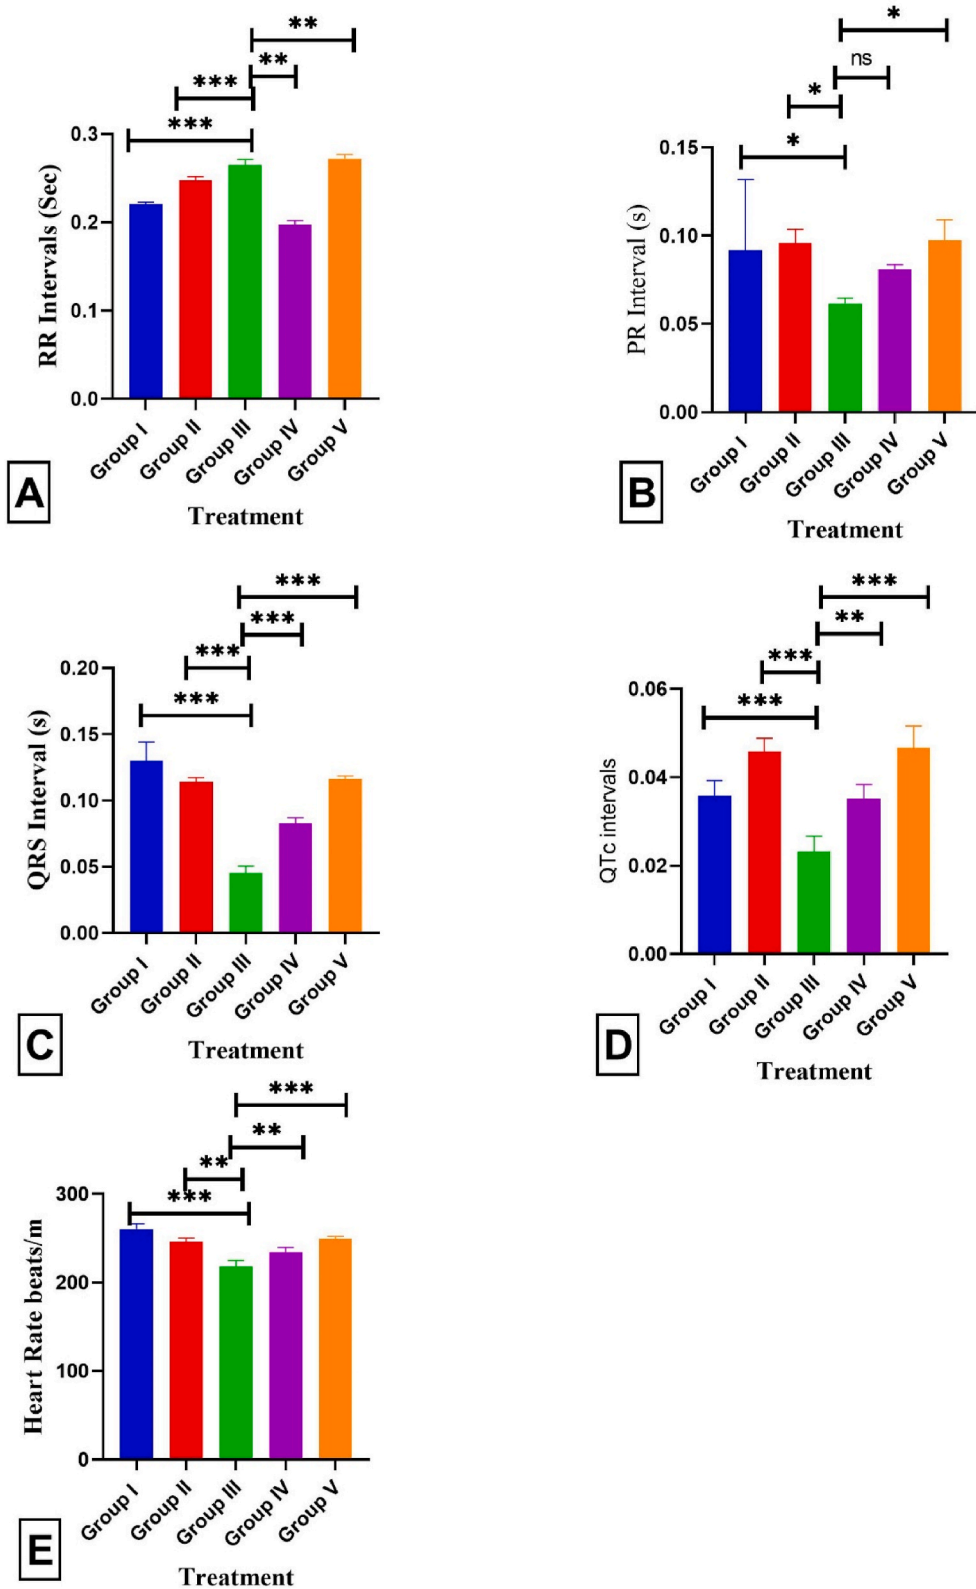 **
**
***
***
0.3
0.2
0.1
0.0
RR Intervals (Sec)
Group I
Group II
Group III
Group IV
Group V
Treatment
A
*
ns
*
*
0.15
0.10
0.05
0.00
PR Interval (s)
Group I
Group II
Group III
Group IV
Group V
Treatment
B
***
***
***
***
0.20
0.15
0.10
0.05
0.00
QRS Interval (s)
Group I
Group II
Group III
Group IV
Group V
Treatment
C
***
**
***
***
0.06
0.04
0.02
0.00
QTc intervals
Group I
Group II
Group III
Group IV
Group V
Treatment
D
***
**
**
***
300
200
100
0
Heart Rate beats/m
Group I
Group II
Group III
Group IV
Group V
Treatment
E